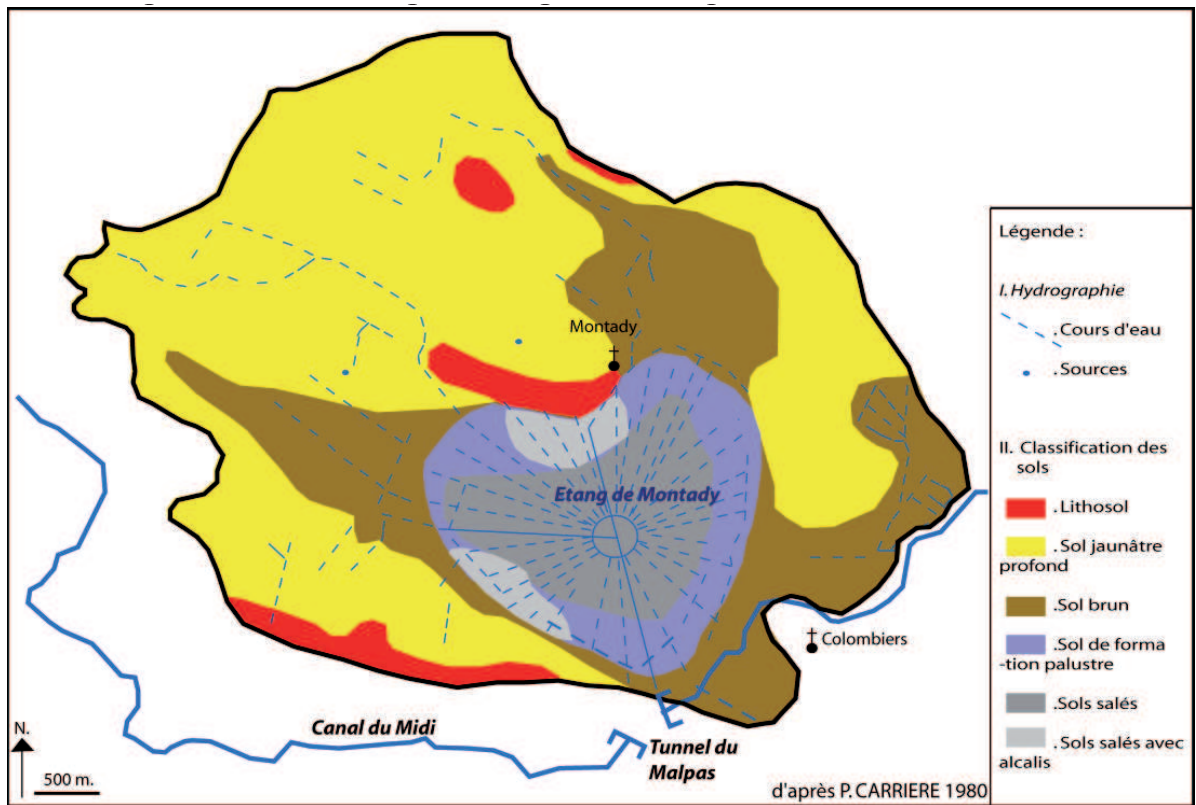 Montady
Etang de Montady
Colombiers
Canal du Midi
Tunnel du
Malpas
N.
500 m.
d'après P. CARRIERE 1980
Légende :
I. Hydrographie
.Cours d'eau
.Sources
II. Classification des
sols
.Lithosol
.Sol jaunâtre
profond
.Sol brun
.Sol de forma
-tion palustre
.Sols salés
.Sols salés avec
alcalis